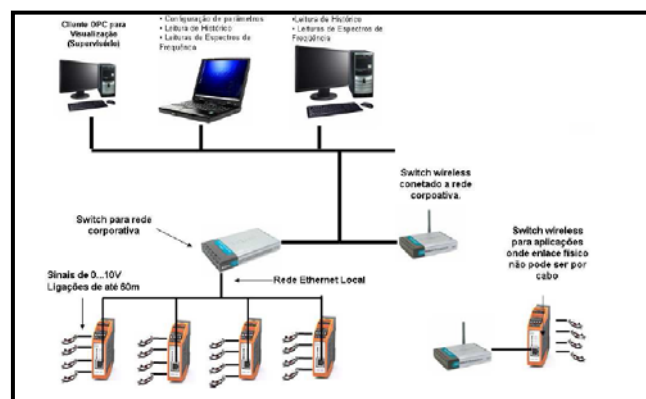 Cliente OPC para
Visualização
(Supervisório)
• Configuração de parâmetros
• Leitura de Histórico
• Leituras de Espectros de
Frequência
•Leitura de Histórico
• Leituras de Espectros de
Freqüência
Switch wireless
conetado a rede
corpoativa.
Switch para rede
corporativa
Switch wireless
para aplicações
onde enlace físico
não pode ser por
cabo
Sinais de 0...10V
Ligações de até 60m
Rede Ethernet Local